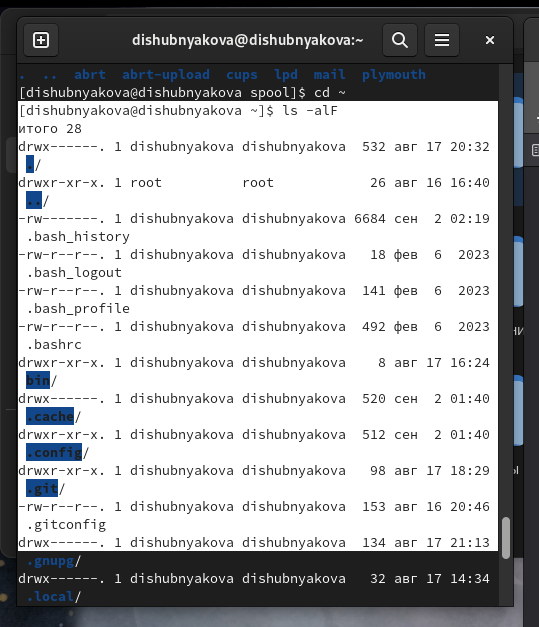 dishubnyakova@dishubnyakova:~
. .. abrt abrt-upload cups lpd mail plymouth
[dishubnyakova@dishubnyakova spool]$ cd ~
[dishubnyakova@dishubnyakova ~]$ ls -alF
итого 28
drwx------. 1 dishubnyakova dishubnyakova 532 авг 17 20:32
./
drwxr-xr-x. 1 root root 26 авг 16 16:40
../
-rw-------. 1 dishubnyakova dishubnyakova 6684 сен 2 02:19
.bash_history
-rw-r--r--. 1 dishubnyakova dishubnyakova 18 фев 6 2023
.bash_logout
-rw-r--r--. 1 dishubnyakova dishubnyakova 141 фев 6 2023
.bash_profile
-rw-r--r--. 1 dishubnyakova dishubnyakova 492 фев 6 2023
.bashrc
drwxr-xr-x. 1 dishubnyakova dishubnyakova 8 авг 17 16:24
bin/
drwx------. 1 dishubnyakova dishubnyakova 520 сен 2 01:40
.cache/
drwxr-xr-x. 1 dishubnyakova dishubnyakova 512 сен 2 01:40
.config/
drwxr-xr-x. 1 dishubnyakova dishubnyakova 98 авг 17 18:29
.git/
-rw-r--r--. 1 dishubnyakova dishubnyakova 153 авг 16 20:46
.gitconfig
drwx------. 1 dishubnyakova dishubnyakova 134 авг 17 21:13
.gnupg/
drwx------. 1 dishubnyakova dishubnyakova 32 авг 17 14:34
.local/